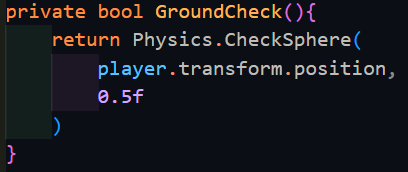 private bool GroundCheck(){
    return Physics.CheckSphere(
        player.transform.position,
        0.5f
    )
}